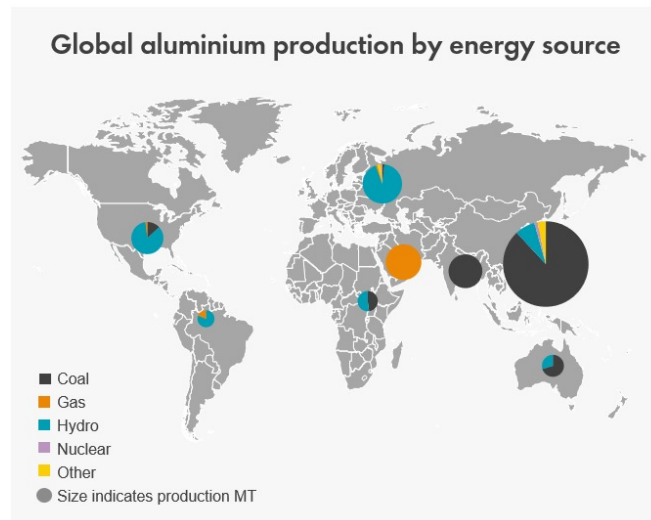 Global aluminium production by energy source
Coal
Gas
Hydro
Nuclear
Other
Size indicates production MT